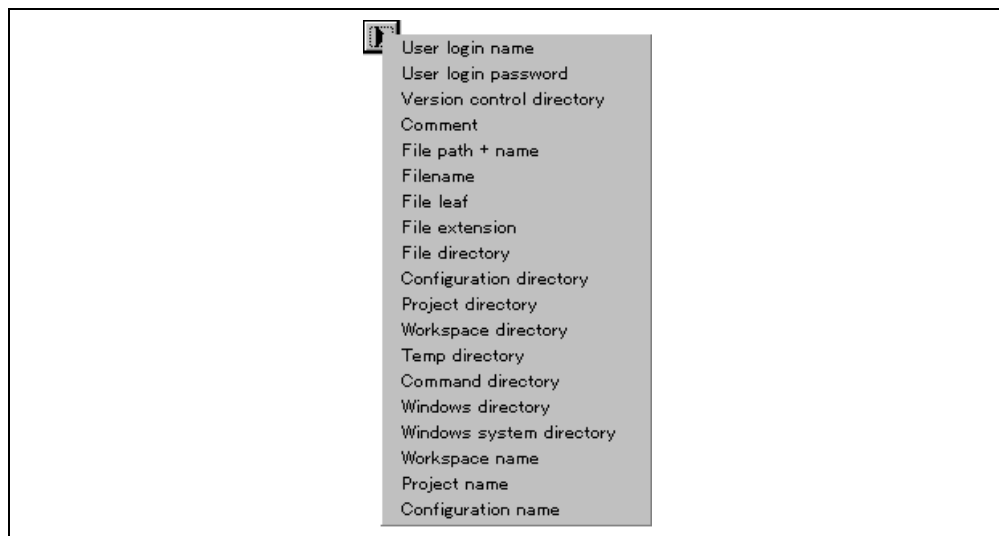 User login name
User login password
Version control directory
Comment
File path + name
Filename
File leaf
File extension
File directory
Configuration directory
Project directory
Workspace directory
Temp directory
Command directory
Windows directory
Windows system directory
Workspace name
Project name
Configuration name